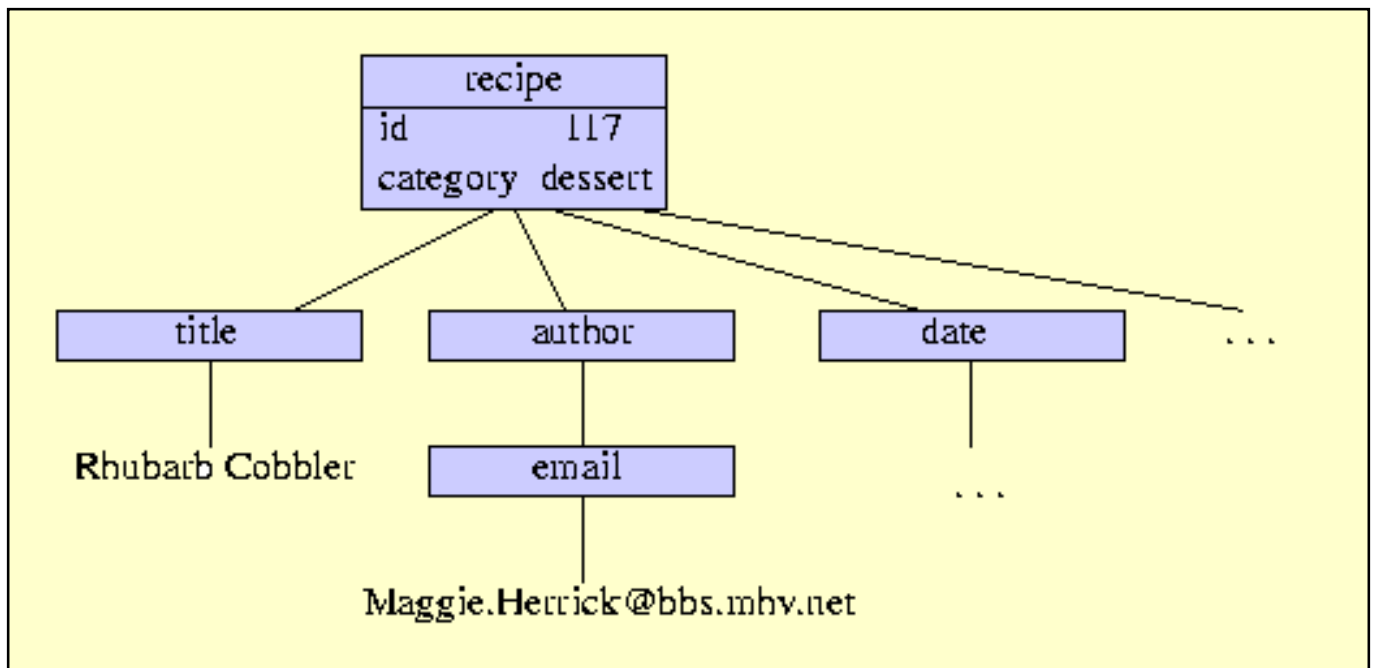 recipe
id 117
category dessert
title author date ...
Rhubarb Cobbler email ...
Maggie.Herrick@bbs.mhv.net